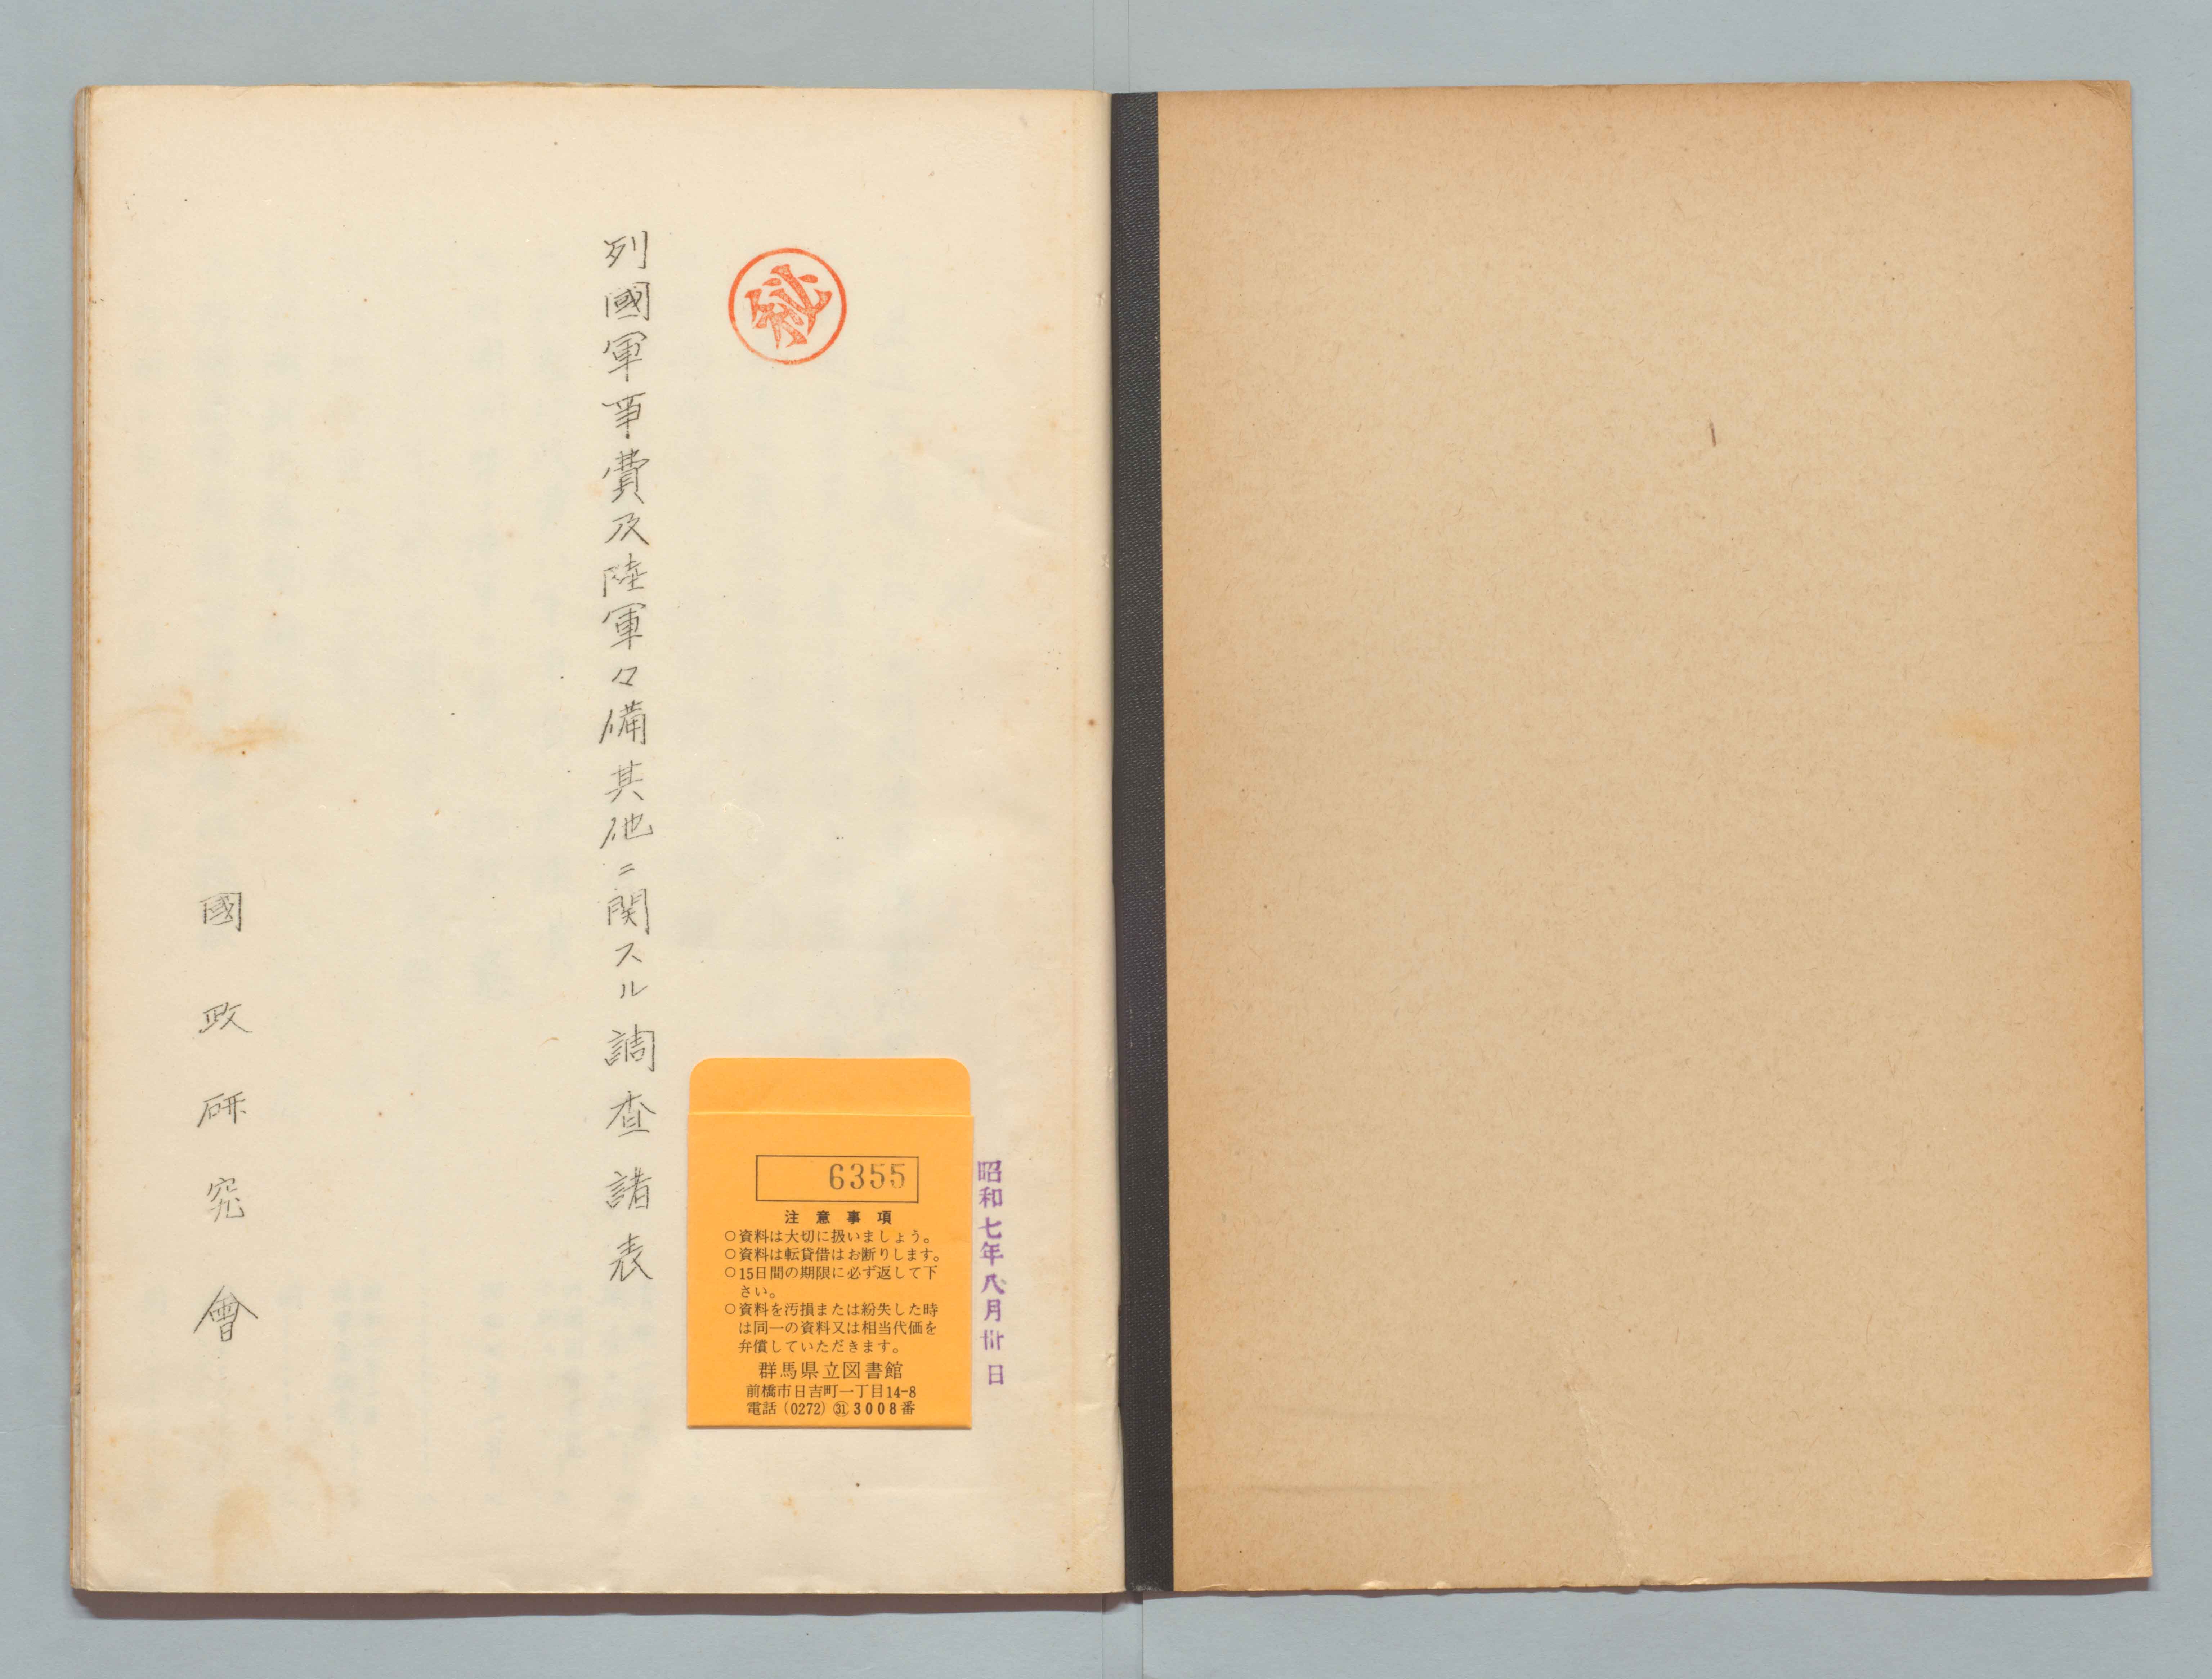 秘
列國軍事費及陸軍々備其他ニ関スル調査諸表
國政研究會
昭和七年八月卅日
6355
注意事項
○資料は大切に扱いましょう。
○資料は転貸借はお断りします。
○15日間の期限に必ず返して下
さい。
○資料を汚損または紛失した時
は同一の資料又は相当代価を
弁償していただきます。
群馬県立図書館
前橋市日吉町一丁目14-8
電話(0272)㉛3008番